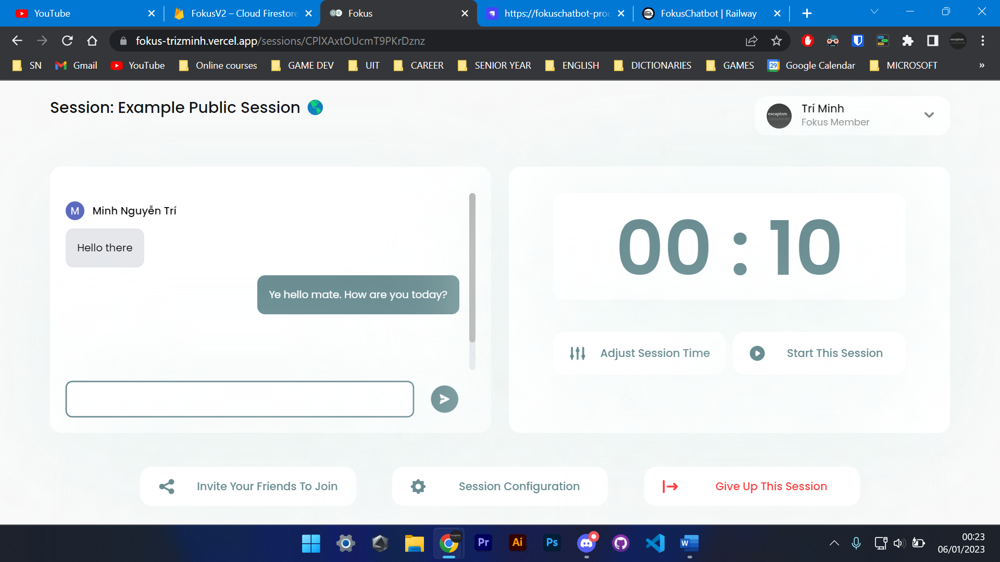 YouTube
FokusV2 – Cloud Firestore
Fokus
https://fokuschatbot-proc
FokusChatbot | Railway
fokus-trizminh.vercel.app/sessions/CPlXAxtOUcmT9PKrDznz
SN
Gmail
YouTube
Online courses
GAME DEV
UIT
CAREER
SENIOR YEAR
ENGLISH
DICTIONARIES
GAMES
29
Google Calendar
MICROSOFT
»
Session: Example Public Session
escapism
Trí Minh
Fokus Member
M
Minh Nguyễn Trí
Hello there
Ye hello mate. How are you today?
00 : 10
Adjust Session Time
Start This Session
Invite Your Friends To Join
Session Configuration
Give Up This Session
Pr
Ai
Ps
W
00:23
06/01/2023